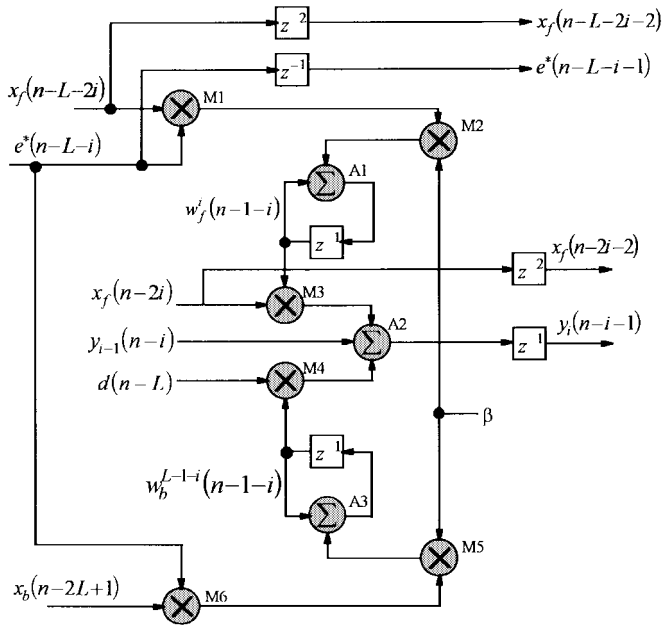 z^2
x_f(n-L-2i-2)
z^-1
e*(n-L-i-1)
x_f(n-L-2i)
M1
M2
e*(n-L-i)
Σ
A1
w_f^i(n-1-i)
z^1
x_f(n-2i-2)
z^2
x_f(n-2i)
M3
A2
y_{i-1}(n-i)
Σ
z^1
y_i(n-i-1)
M4
d(n-L)
β
z^1
w_b^{L-1-i}(n-1-i)
A3
Σ
M5
x_b(n-2L+1)
M6